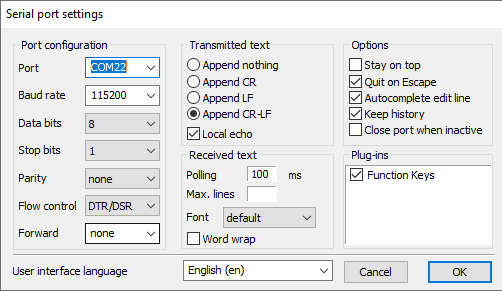 Serial port settings
Port configuration
Port COM22
Baud rate 115200
Data bits 8
Stop bits 1
Parity none
Flow control DTR/DSR
Forward none
Transmitted text
Append nothing
Append CR
Append LF
Append CR-LF
Local echo
Received text
Polling 100 ms
Max. lines
Font default
Word wrap
Options
Stay on top
Quit on Escape
Autocomplete edit line
Keep history
Close port when inactive
Plug-ins
Function Keys
User interface language English (en) Cancel OK